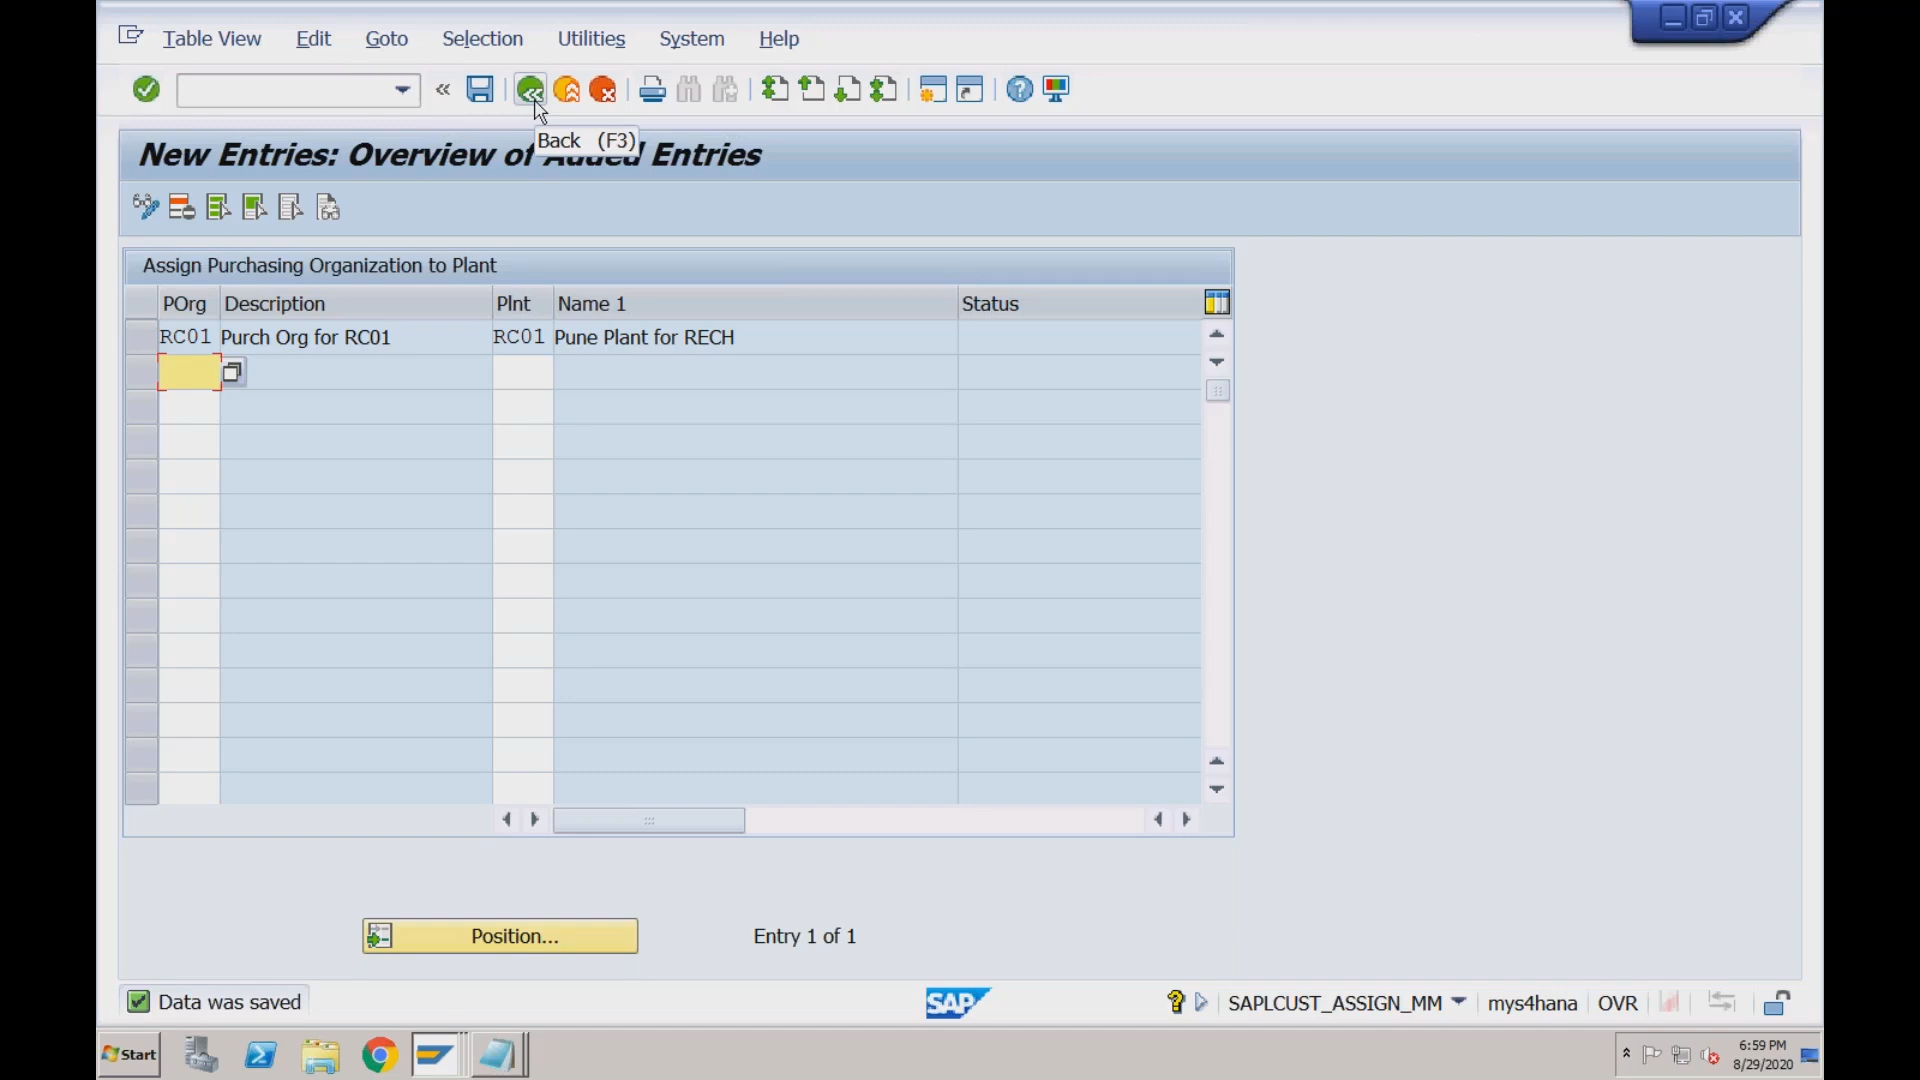 Table View Edit Goto Selection Utilities System Help
Back (F3)
New Entries: Overview of Added Entries
Assign Purchasing Organization to Plant
POrg Description Plnt Name 1 Status
RC01 Purch Org for RC01 RC01 Pune Plant for RECH
Position... Entry 1 of 1
Data was saved SAP SAPLCUST_ASSIGN_MM mys4hana OVR
Start 6:59 PM
8/29/2020